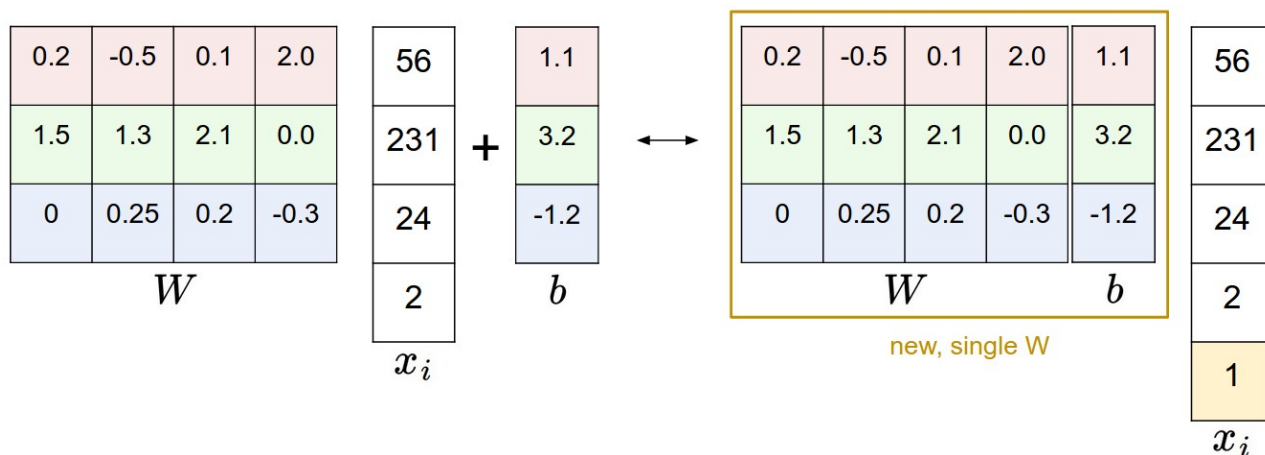 0.2 -0.5 0.1 2.0 56 1.1 0.2 -0.5 0.1 2.0 1.1 56
1.5 1.3 2.1 0.0 231 + 3.2 1.5 1.3 2.1 0.0 3.2 231
0 0.25 0.2 -0.3 24 -1.2 0 0.25 0.2 -0.3 -1.2 24
W 2 b W b 2
x_i new, single W 1
x_i